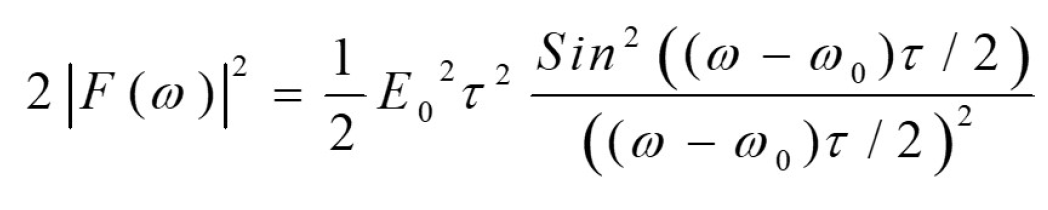 2|F(ω)|² = 1/2 E₀²τ² Sin²((ω − ω₀)τ / 2) / ((ω − ω₀)τ / 2)²